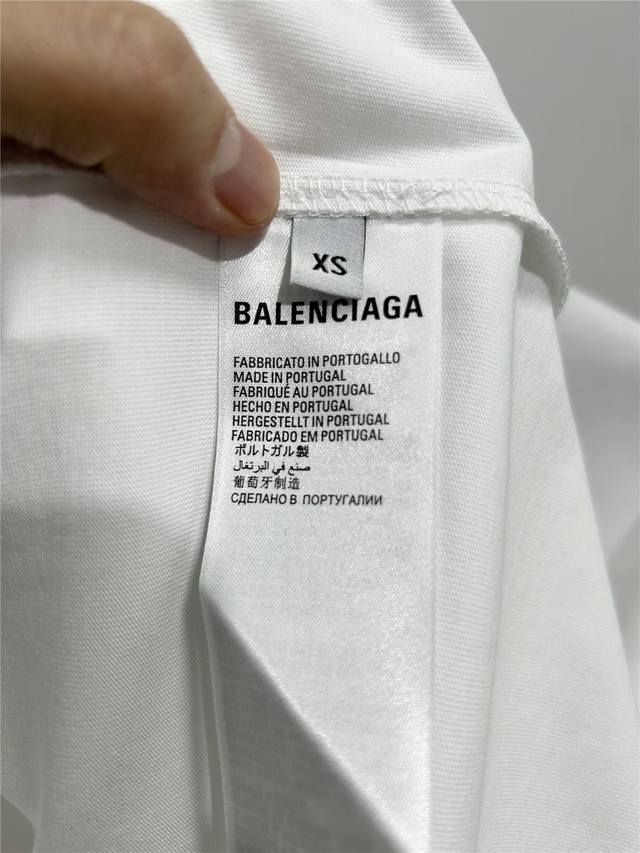 XS
BALENCIAGA
FABBRICATO IN PORTOGALLO
MADE IN PORTUGAL
FABRIQUÉ AU PORTUGAL
HECHO EN PORTUGAL
HERGESTELLT IN PORTUGAL
FABRICADO EM PORTUGAL
ポルトガル製
صنع في البرتغال
葡萄牙制造
СДЕЛАНО В ПОРТУГАЛИИ